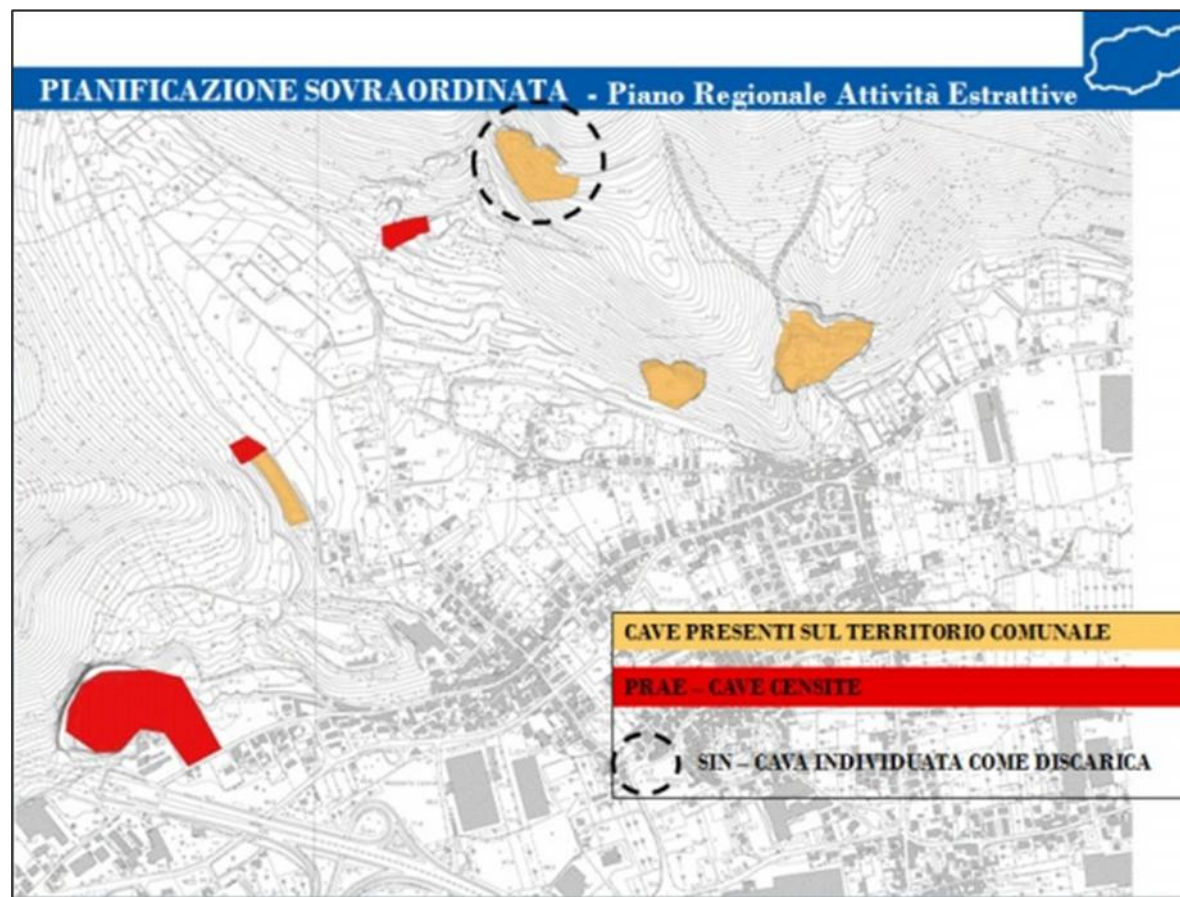 PIANIFICAZIONE SOVRAORDINATA - Piano Regionale Attività Estrattive
CAVE PRESENTI SUL TERRITORIO COMUNALE
PRAE – CAVE CENSITE
SIN – CAVA INDIVIDUATA COME DISCARICA